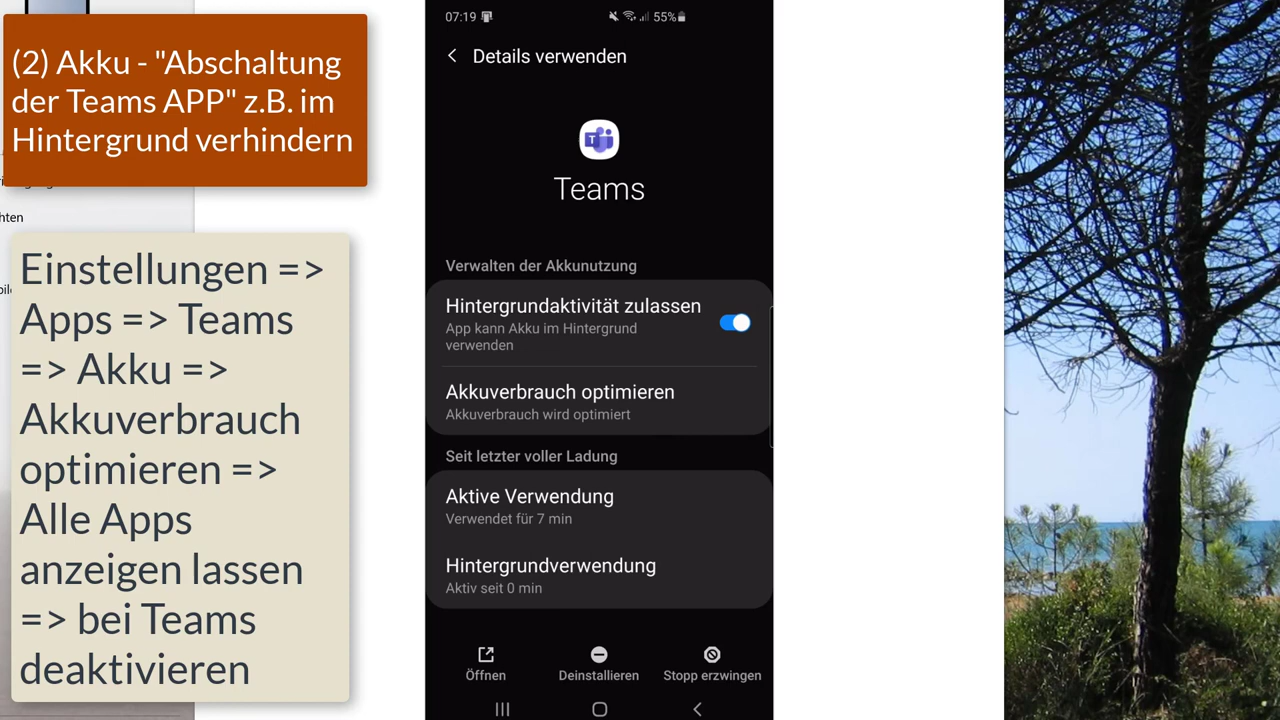 (2) Akku - "Abschaltung
der Teams APP" z.B. im
Hintergrund verhindern
hten
Einstellungen =>
Apps => Teams
=> Akku =>
Akkuverbrauch
optimieren =>
Alle Apps
anzeigen lassen
=> bei Teams
deaktivieren
07:19
55%
Details verwenden
Teams
Verwalten der Akkunutzung
Hintergrundaktivität zulassen
App kann Akku im Hintergrund
verwenden
Akkuverbrauch optimieren
Akkuverbrauch wird optimiert
Seit letzter voller Ladung
Aktive Verwendung
Verwendet für 7 min
Hintergrundverwendung
Aktiv seit 0 min
Öffnen
Deinstallieren
Stopp erzwingen